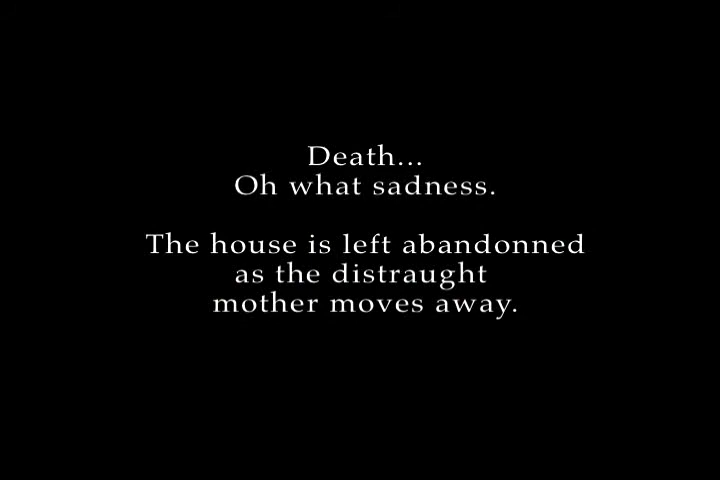 Death...
Oh what sadness.
The house is left abandonned
as the distraught
mother moves away.